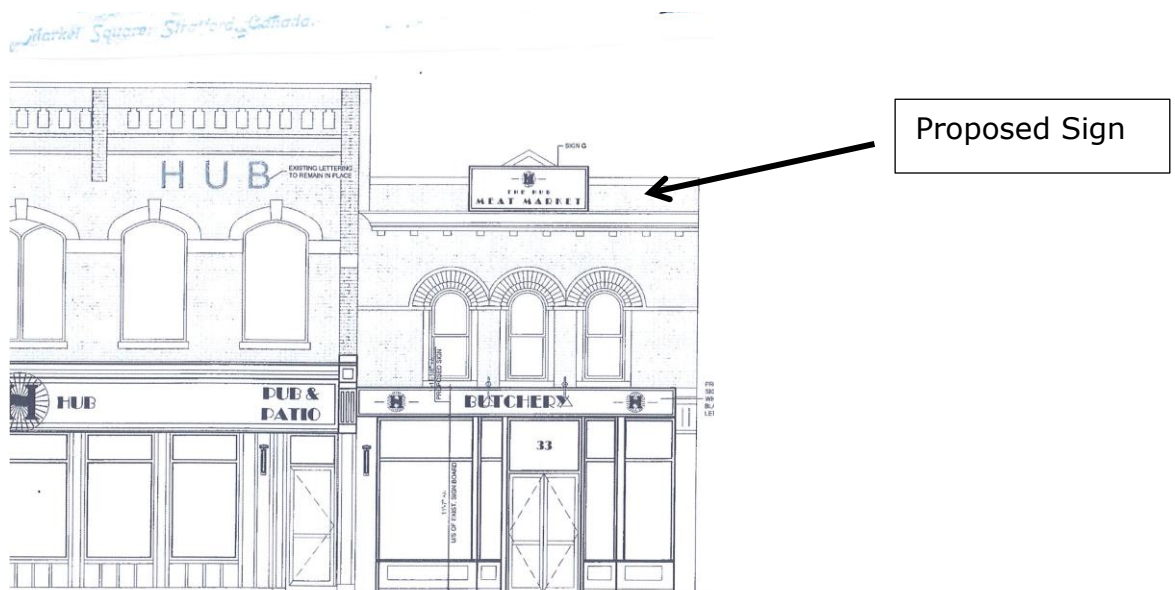 Market Square, Stratford, Canada.
Proposed Sign
SIGN G
HUB
EXISTING LETTERING
TO REMAIN IN PLACE
THE HUB
MEAT MARKET
PROPOSED SIGN
H HUB
PUB &
PATIO
H BUTCHERY H
33
U/S OF EXIST. SIGN BOARD